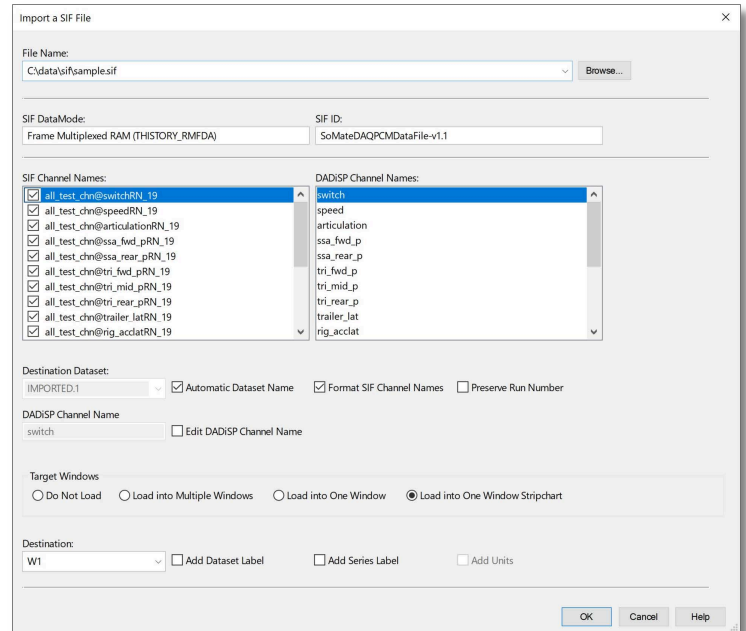 Import a SIF File
File Name:
C:\data\sif\sample.sif
Browse...
SIF DataMode:
SIF ID:
Frame Multiplexed RAM (THISTORY_RMFDA)
SoMateDAQPCMDataFile-v1.1
SIF Channel Names:
DADiSP Channel Names:
all_test_chn@switchRN_19
switch
all_test_chn@speedRN_19
speed
all_test_chn@articulationRN_19
articulation
all_test_chn@ssa_fwd_pRN_19
ssa_fwd_p
all_test_chn@ssa_rear_pRN_19
ssa_rear_p
all_test_chn@tri_fwd_pRN_19
tri_fwd_p
all_test_chn@tri_mid_pRN_19
tri_mid_p
all_test_chn@tri_rear_pRN_19
tri_rear_p
all_test_chn@trailer_latRN_19
trailer_lat
all_test_chn@rig_acclatRN_19
rig_acclat
Destination Dataset:
IMPORTED.1
Automatic Dataset Name
Format SIF Channel Names
Preserve Run Number
DADiSP Channel Name
switch
Edit DADiSP Channel Name
Target Windows
Do Not Load
Load into Multiple Windows
Load into One Window
Load into One Window Stripchart
Destination:
W1
Add Dataset Label
Add Series Label
Add Units
OK
Cancel
Help